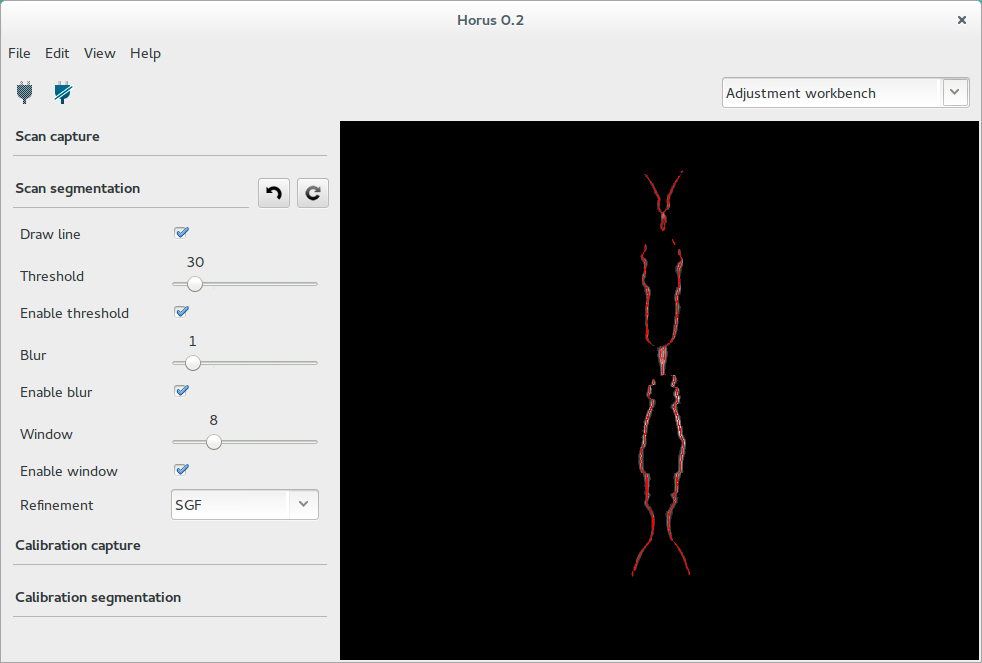 Horus 0.2
File Edit View Help
Adjustment workbench
Scan capture
Scan segmentation
Draw line
30
Threshold
Enable threshold
1
Blur
Enable blur
8
Window
Enable window
Refinement SGF
Calibration capture
Calibration segmentation